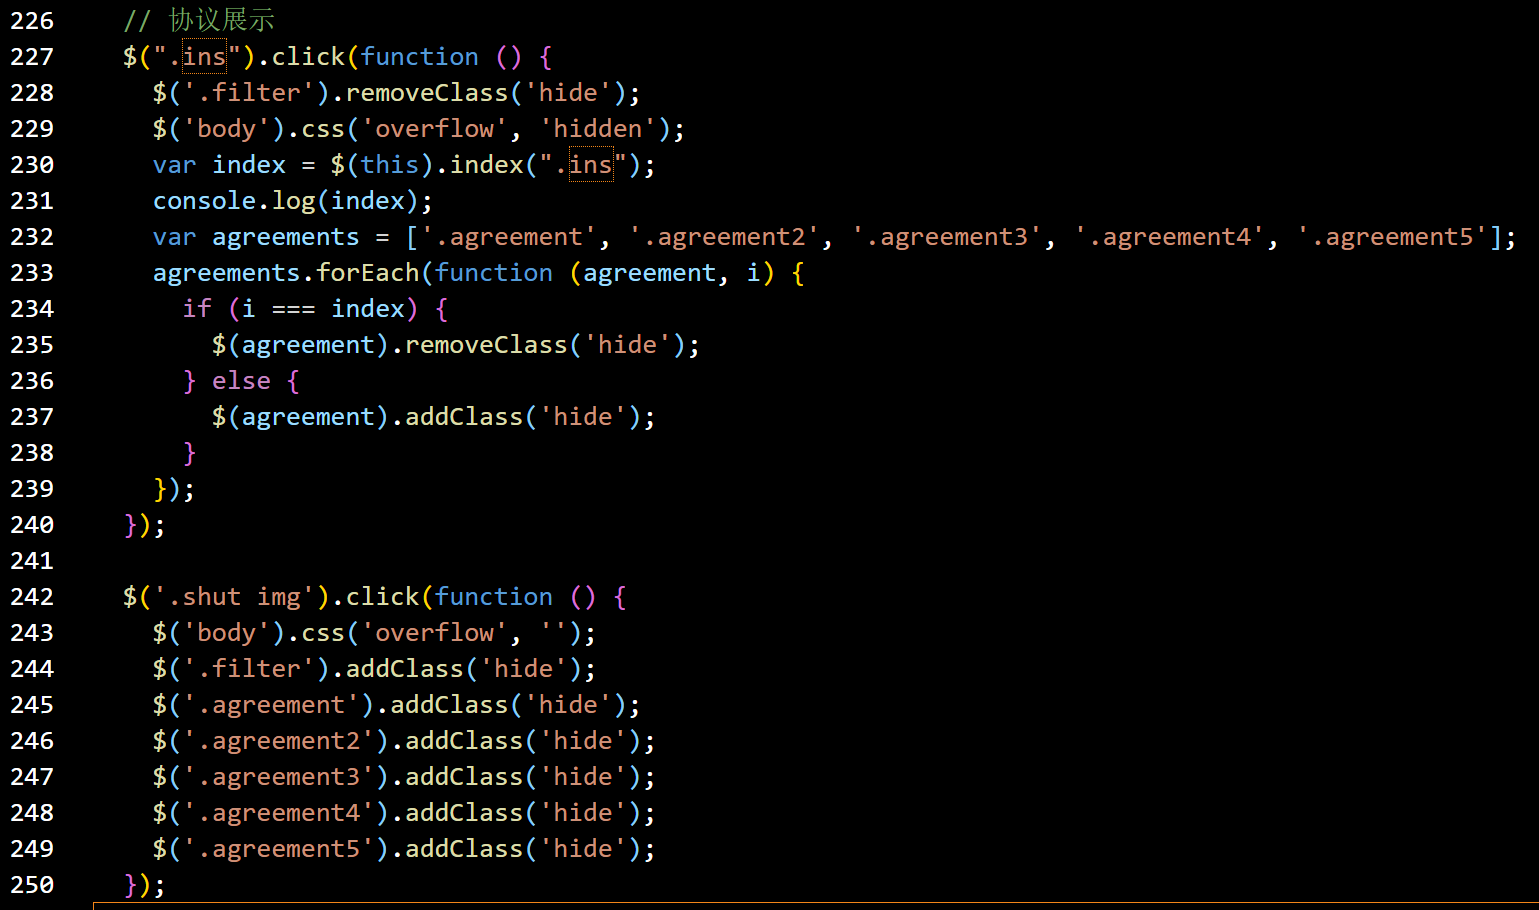 226 // 协议展示
227 $(".ins").click(function () {
228 $('.filter').removeClass('hide');
229 $('body').css('overflow', 'hidden');
230 var index = $(this).index(".ins");
231 console.log(index);
232 var agreements = ['.agreement', '.agreement2', '.agreement3', '.agreement4', '.agreement5'];
233 agreements.forEach(function (agreement, i) {
234 if (i === index) {
235 $(agreement).removeClass('hide');
236 } else {
237 $(agreement).addClass('hide');
238 }
239 });
240 });
241
242 $('.shut img').click(function () {
243 $('body').css('overflow', '');
244 $('.filter').addClass('hide');
245 $('.agreement').addClass('hide');
246 $('.agreement2').addClass('hide');
247 $('.agreement3').addClass('hide');
248 $('.agreement4').addClass('hide');
249 $('.agreement5').addClass('hide');
250 });